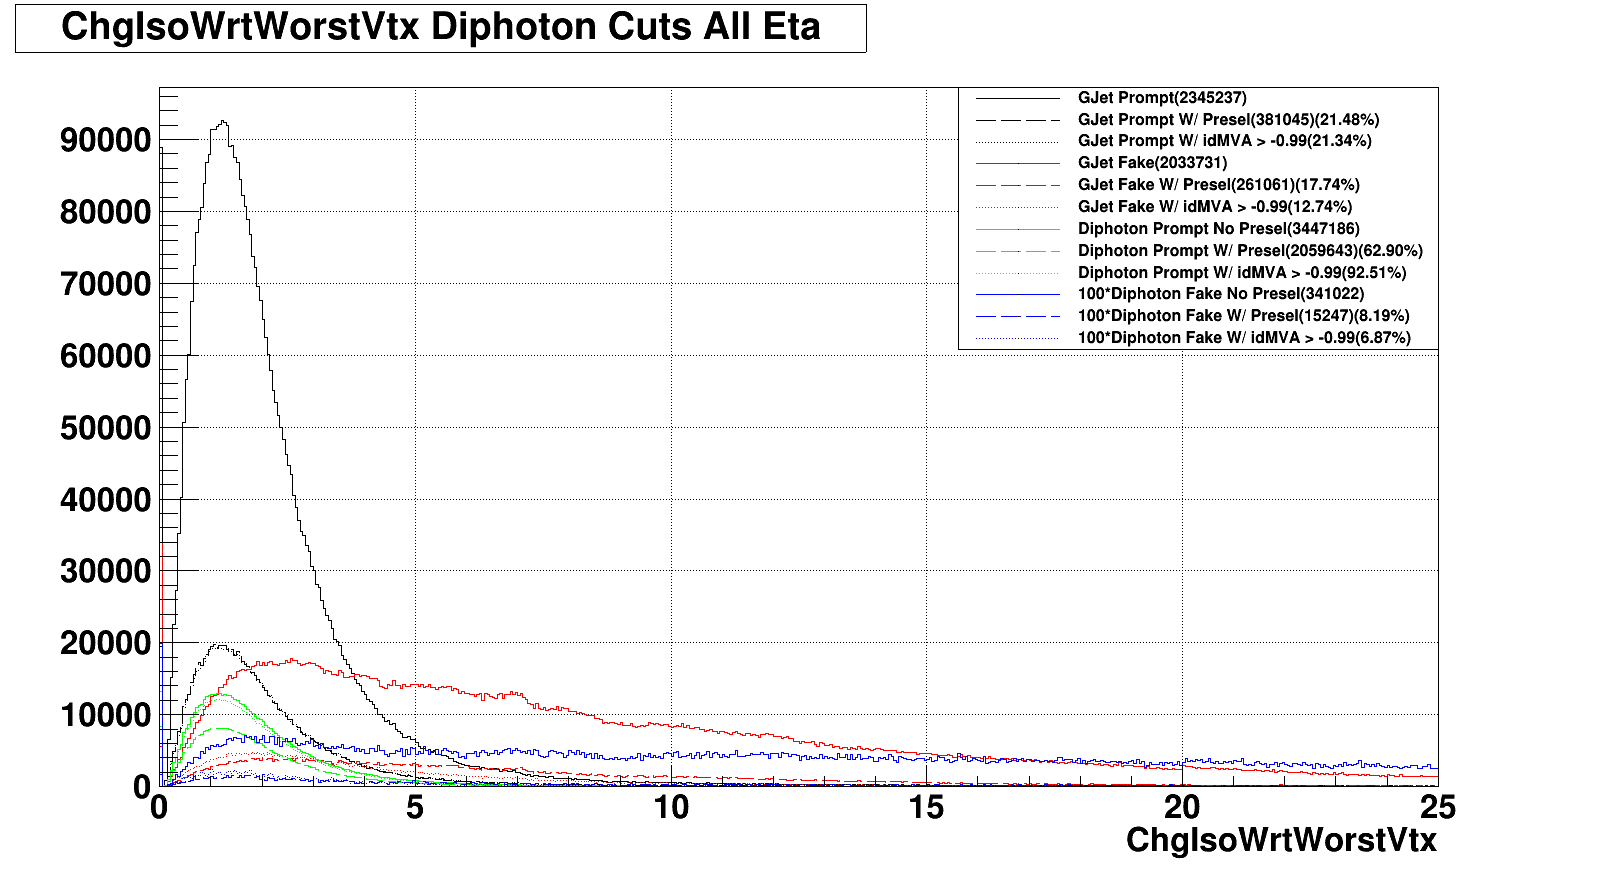 ChgIsoWrtWorstVtx Diphoton Cuts All Eta
GJet Prompt(2345237)
GJet Prompt W/ Presel(381045)(21.48%)
GJet Prompt W/ idMVA > -0.99(21.34%)
GJet Fake(2033731)
GJet Fake W/ Presel(261061)(17.74%)
GJet Fake W/ idMVA > -0.99(12.74%)
Diphoton Prompt No Presel(3447186)
Diphoton Prompt W/ Presel(2059643)(62.90%)
Diphoton Prompt W/ idMVA > -0.99(92.51%)
100*Diphoton Fake No Presel(341022)
100*Diphoton Fake W/ Presel(15247)(8.19%)
100*Diphoton Fake W/ idMVA > -0.99(6.87%)
90000
80000
70000
60000
50000
40000
30000
20000
10000
0
0 5 10 15 20 25
ChgIsoWrtWorstVtx